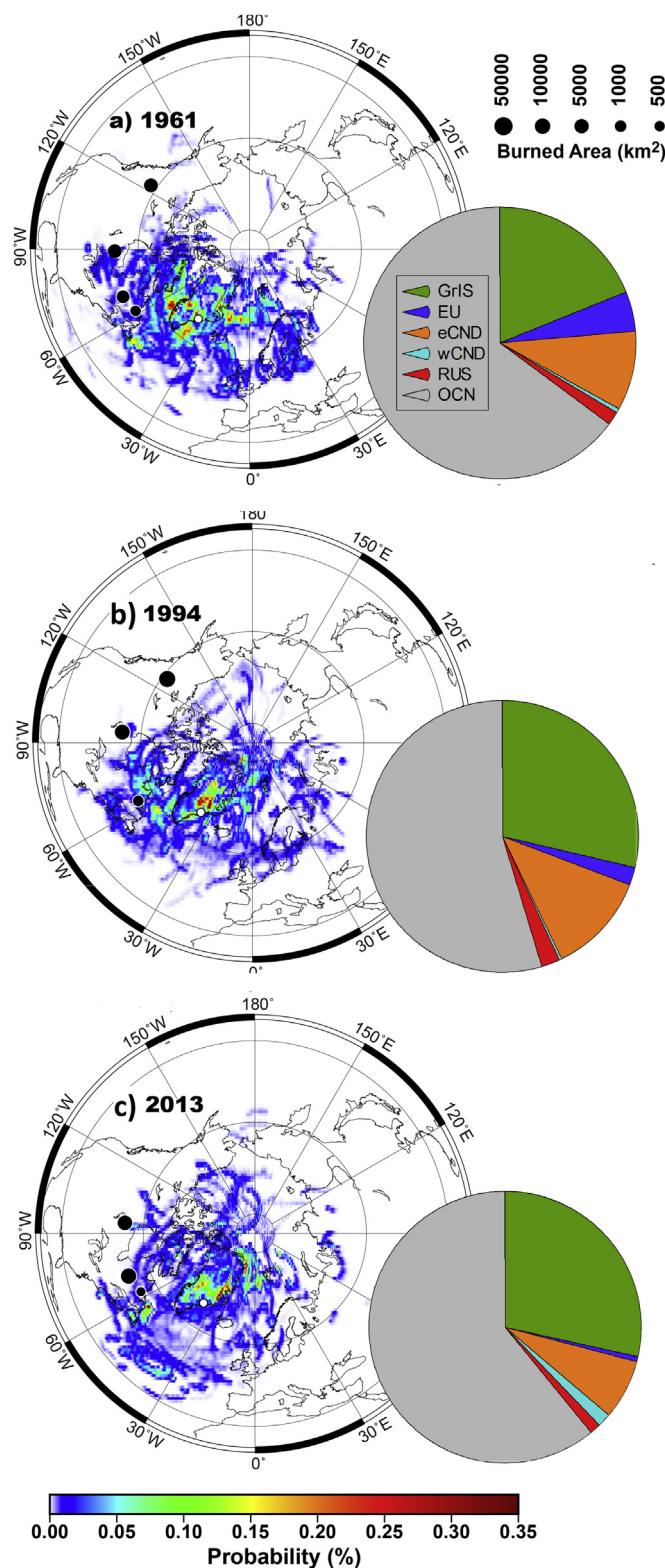 180˚
150˚W
120˚W
90˚W
60˚W
30˚W
0˚
30˚E
120˚E
a) 1961
50000
10000
5000
1000
500
Burned Area (km²)
GrIS
EU
eCND
wCND
RUS
OCN
180
150˚W
150˚E
120˚W
120˚E
90˚W
60˚W
30˚W
0˚
30˚E
b) 1994
180˚
150˚W
150˚E
120˚W
120˚E
90˚W
60˚W
30˚W
0˚
30˚E
c) 2013
0.00 0.05 0.10 0.15 0.20 0.25 0.30 0.35
Probability (%)